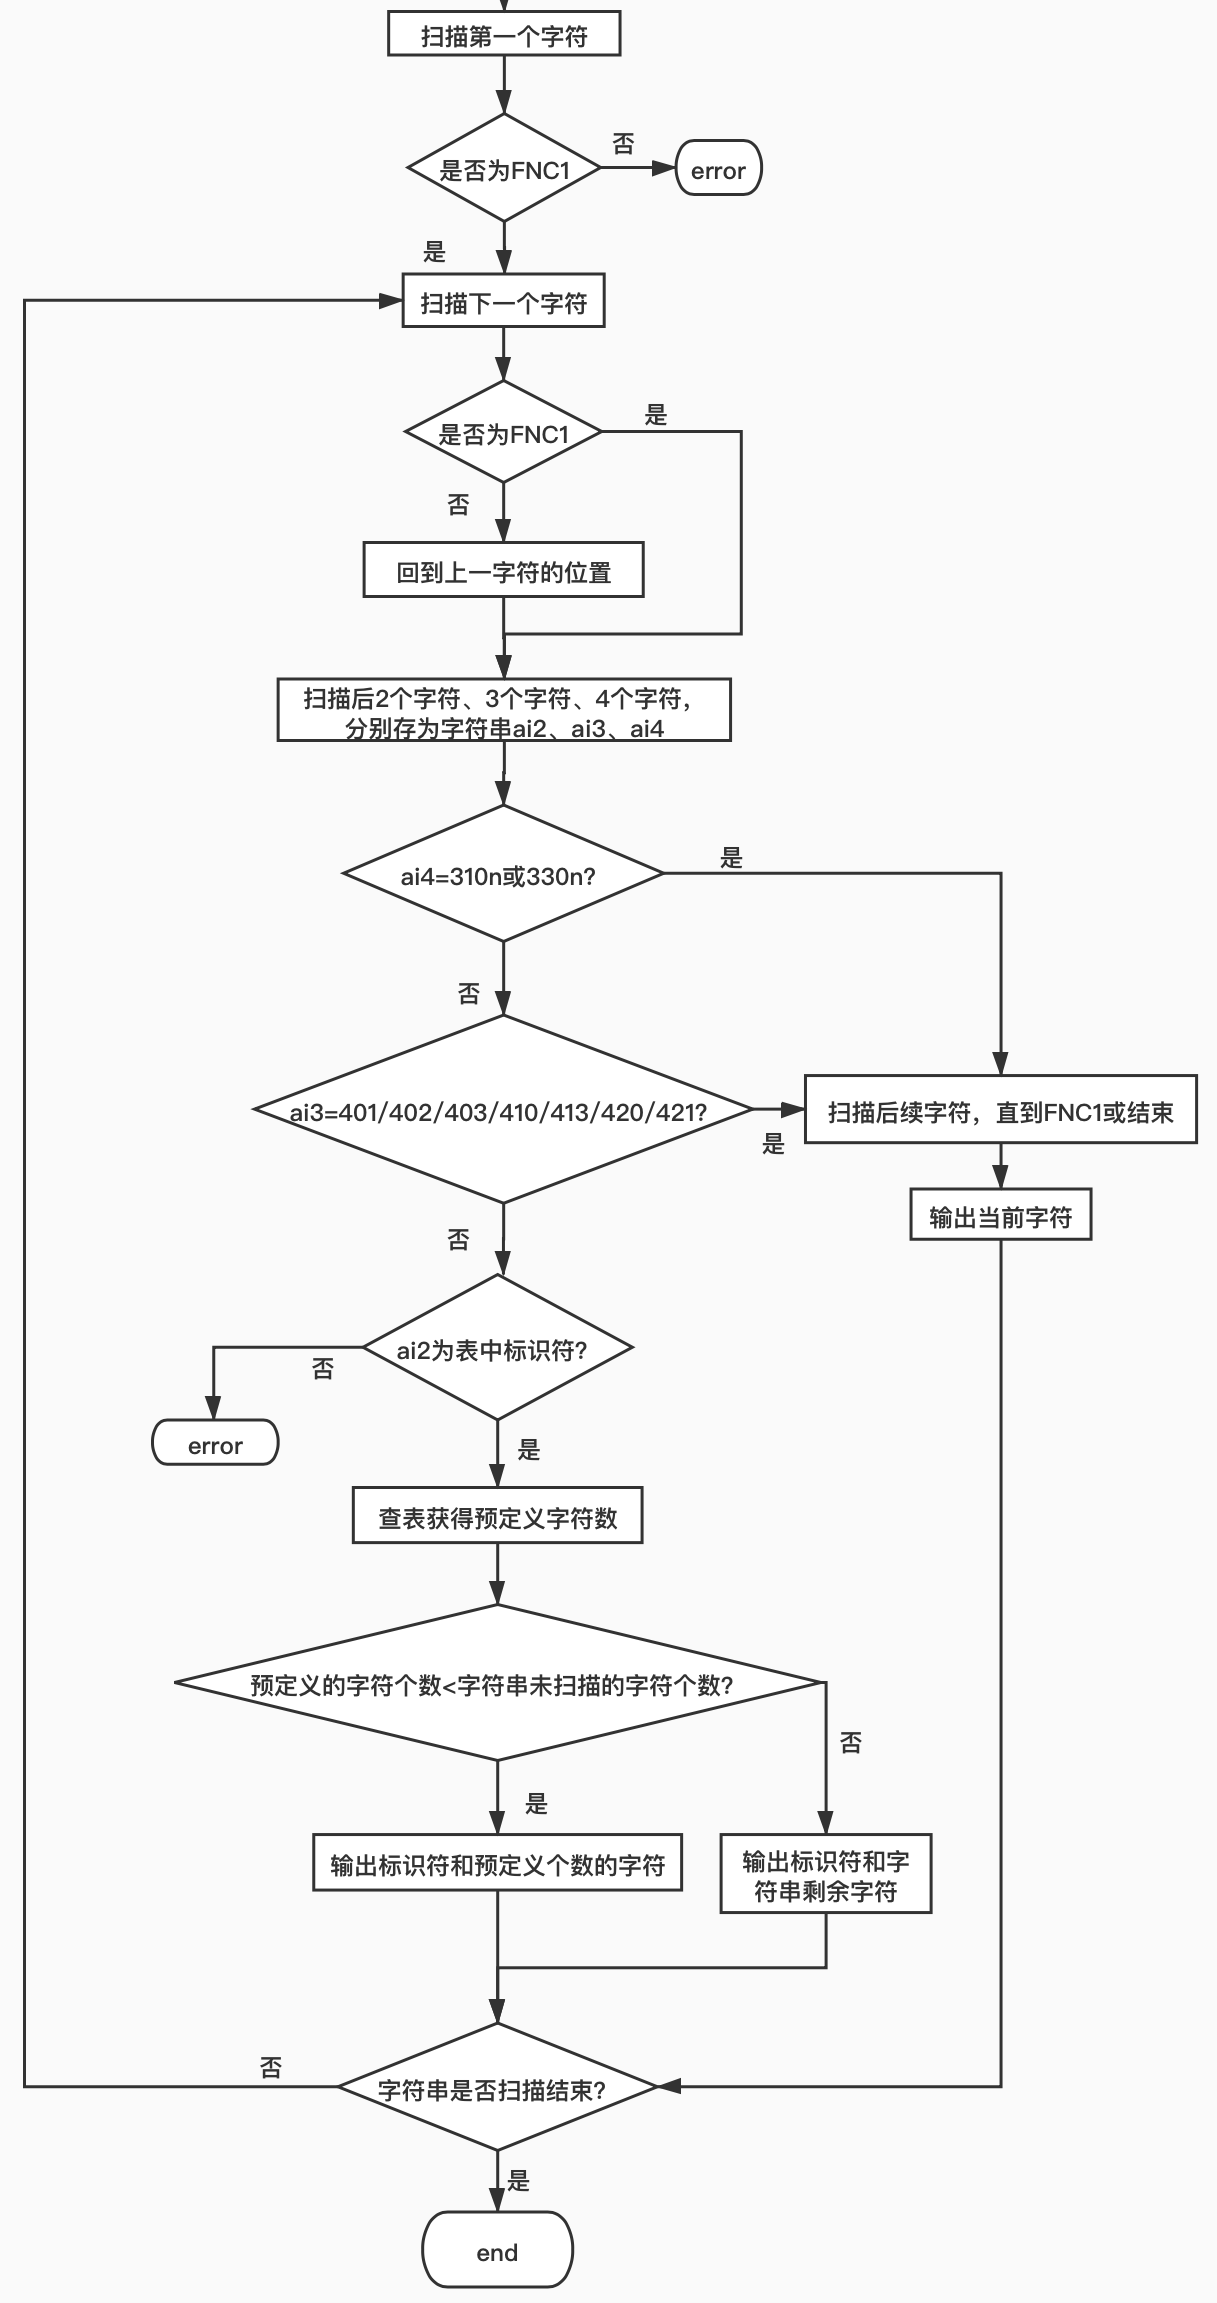 扫描第一个字符
是否为FNC1
否
error
是
扫描下一个字符
是否为FNC1
是
否
回到上一字符的位置
扫描后2个字符、3个字符、4个字符，
分别存为字符串ai2、ai3、ai4
ai4=310n或330n?
是
否
ai3=401/402/403/410/413/420/421?
是
扫描后续字符，直到FNC1或结束
输出当前字符
否
ai2为表中标识符?
否
error
是
查表获得预定义字符数
预定义的字符个数<字符串未扫描的字符个数?
否
是
输出标识符和预定义个数的字符
输出标识符和字
符串剩余字符
字符串是否扫描结束?
否
是
end